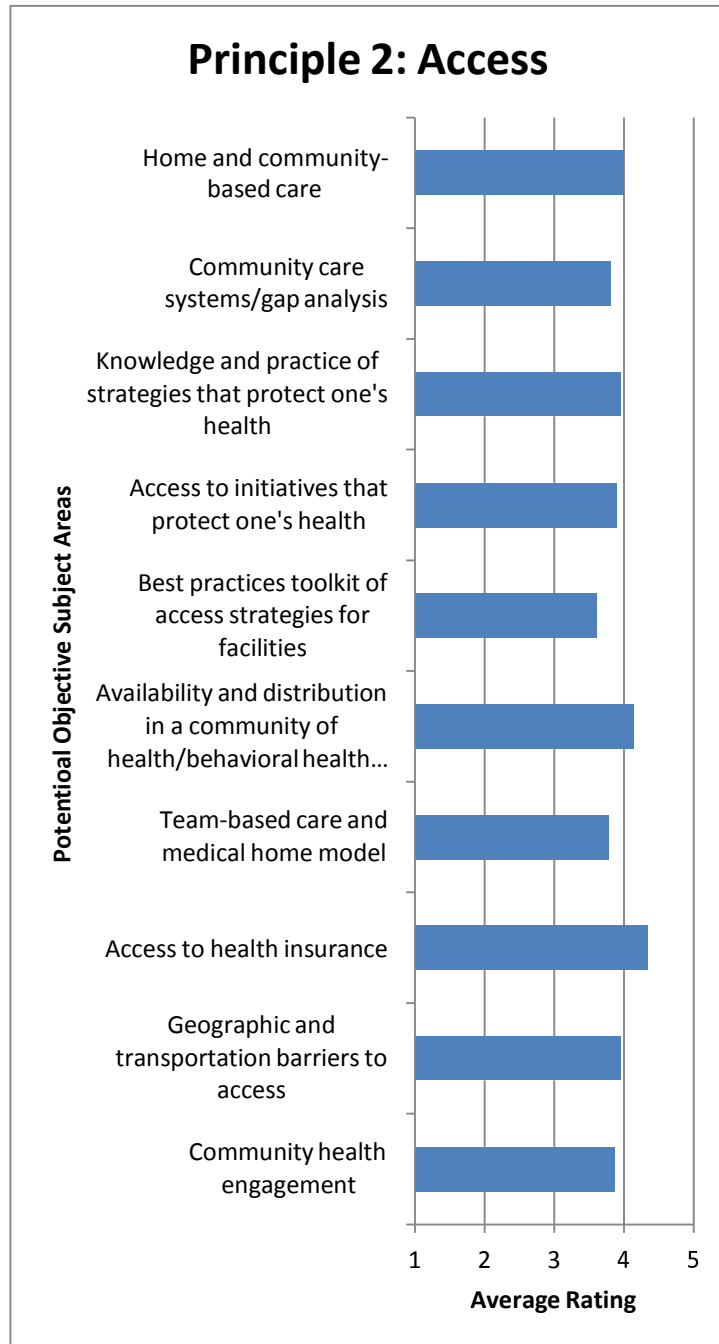 Principle 2: Access
Home and community-
based care
Community care
systems/gap analysis
Knowledge and practice of
strategies that protect one's
health
Access to initiatives that
protect one's health
Best practices toolkit of
access strategies for
facilities
Availability and distribution
in a community of
health/behavioral health...
Team-based care and
medical home model
Access to health insurance
Geographic and
transportation barriers to
access
Community health
engagement
Potentioal Objective Subject Areas
1 2 3 4 5
Average Rating